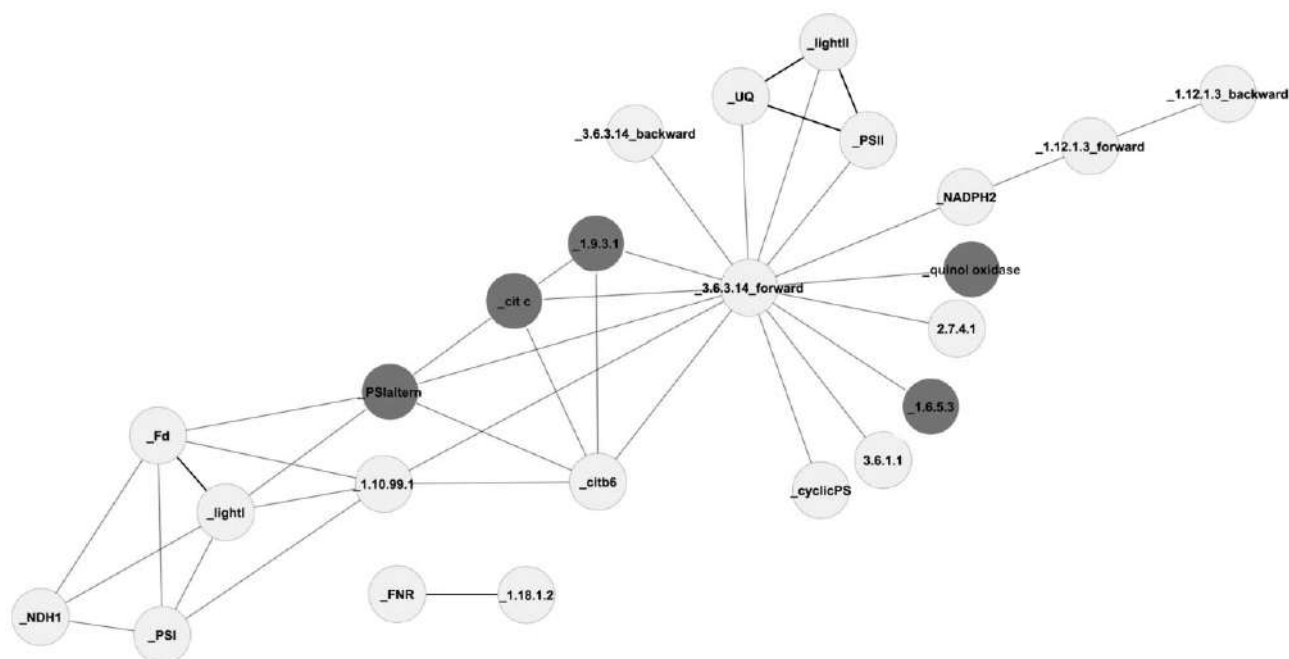 _lightII
_UQ
_1.12.1.3_backward
_3.6.3.14_backward
_PSII
_1.12.1.3_forward
_NADPH2
_1.9.3.1
_quinol oxidase
_3.6.3.14_forward
_cit c
2.7.4.1
_PSIaltern
_1.6.5.3
_Fd
3.6.1.1
_1.10.99.1
_citb6
_cyclicPS
_lightI
_FNR
_1.18.1.2
_NDH1
_PSI